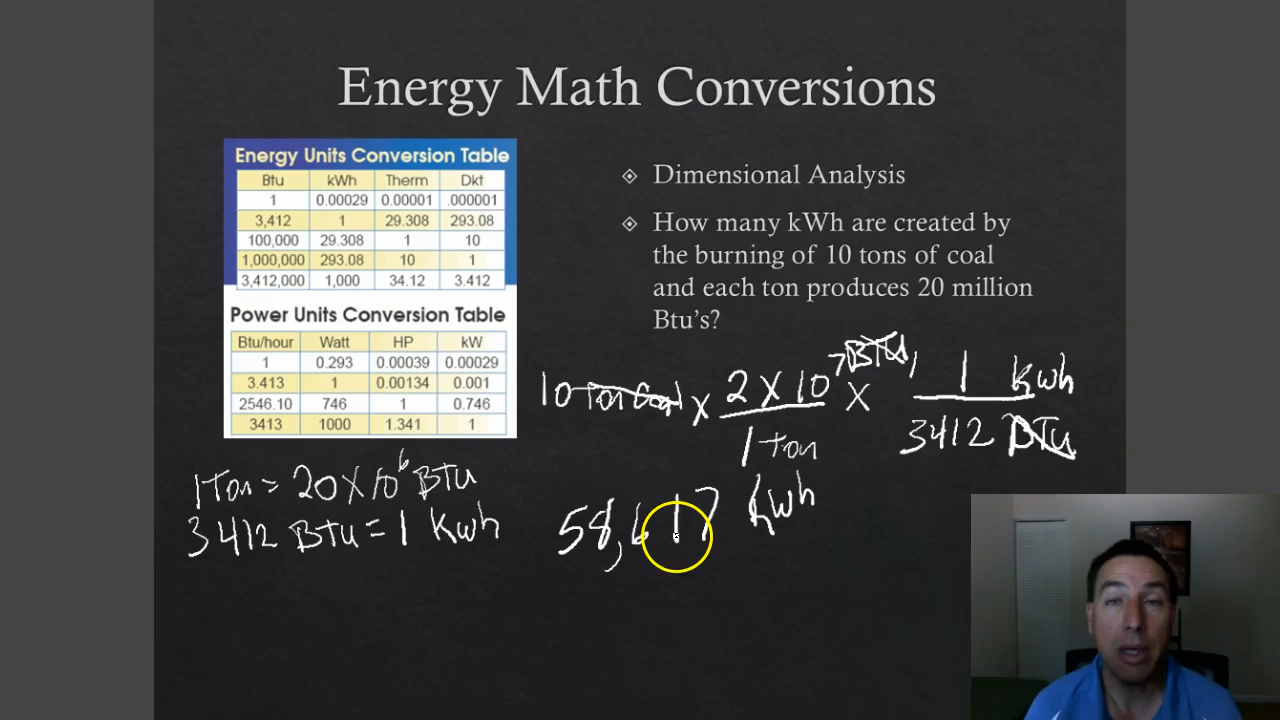 Energy Math Conversions
Energy Units Conversion Table
Btu kWh Therm Dkt
1 0.00029 0.00001 .000001
3,412 1 29.308 293.08
100,000 29.308 1 10
1,000,000 293.08 10 1
3,412,000 1,000 34.12 3.412
Power Units Conversion Table
Btu/hour Watt HP kW
1 0.293 0.00039 0.00029
3.413 1 0.00134 0.001
2546.10 746 1 0.746
3413 1000 1.341 1
Dimensional Analysis
How many kWh are created by
the burning of 10 tons of coal
and each ton produces 20 million
Btu's?
10 Ton Coal x 2 X 10^7 BTU x 1 Kwh
1 Ton 3412 BTu
1 Ton = 20 X 10^6 BTU
3412 BTU = 1 Kwh
58,617 Kwh